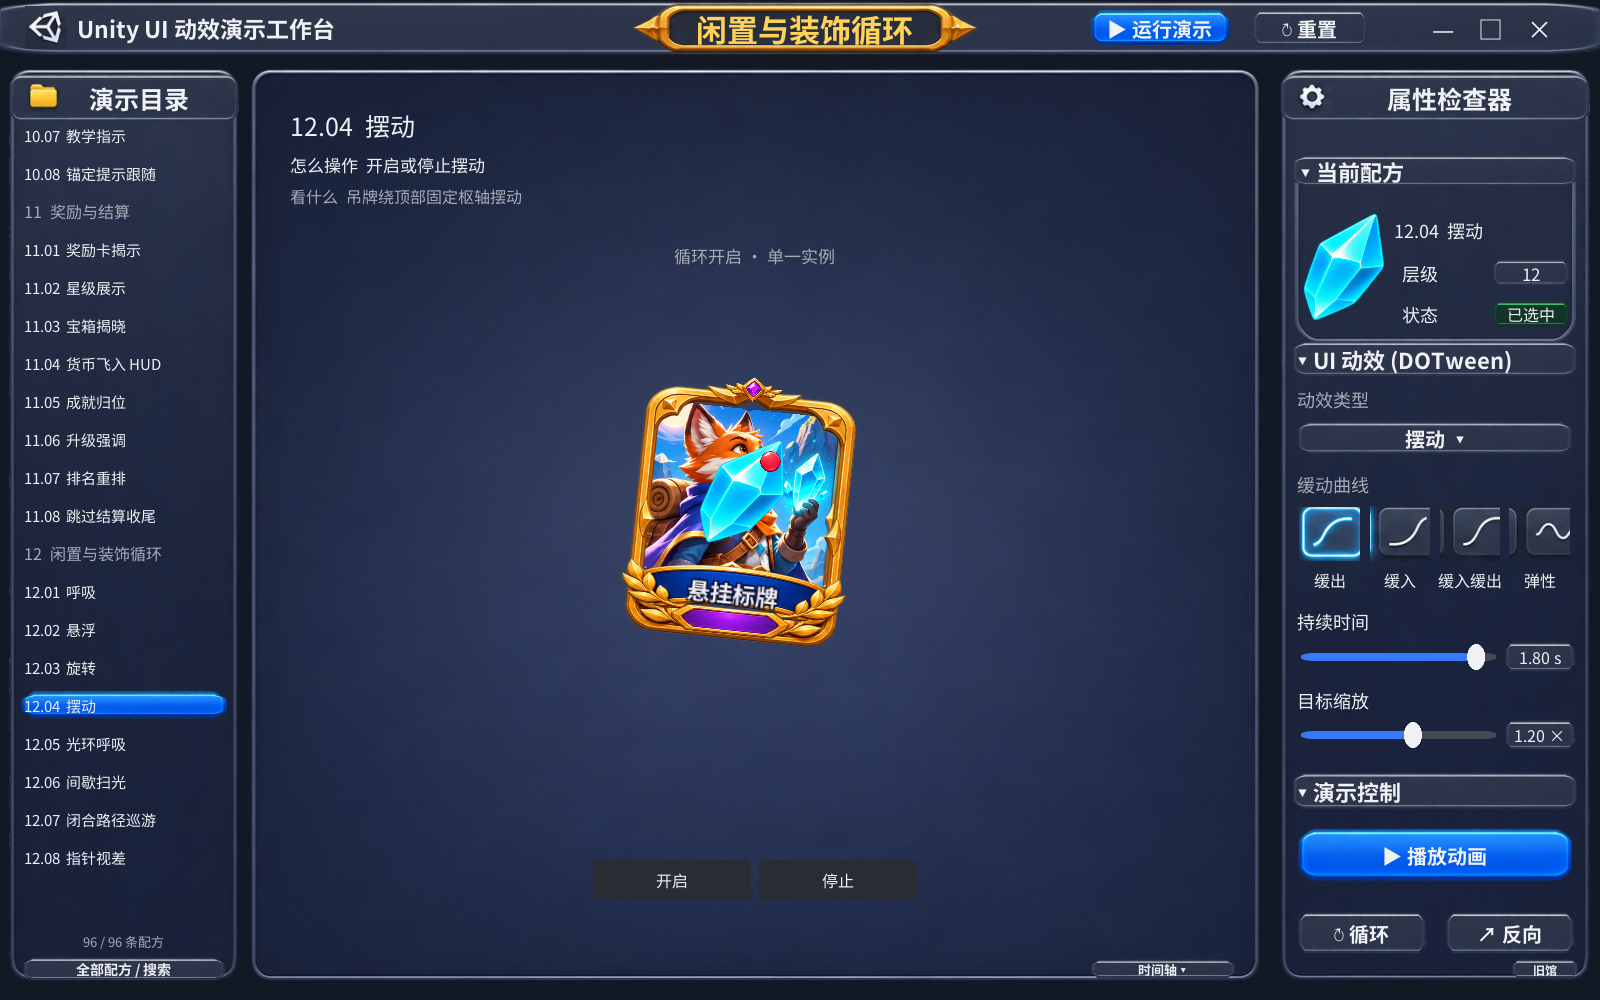 Unity UI 动效演示工作台
闲置与装饰循环
▶ 运行演示
↻ 重置
演示目录
10.07 教学指示
10.08 锚定提示跟随
11 奖励与结算
11.01 奖励卡揭示
11.02 星级展示
11.03 宝箱揭晓
11.04 货币飞入 HUD
11.05 成就归位
11.06 升级强调
11.07 排名重排
11.08 跳过结算收尾
12 闲置与装饰循环
12.01 呼吸
12.02 悬浮
12.03 旋转
12.04 摆动
12.05 光环呼吸
12.06 间歇扫光
12.07 闭合路径巡游
12.08 指针视差
96 / 96 条配方
全部配方 / 搜索
12.04 摆动
怎么操作 开启或停止摆动
看什么 吊牌绕顶部固定枢轴摆动
循环开启 · 单一实例
悬挂标牌
开启
停止
时间轴 ▾
属性检查器
▾ 当前配方
12.04 摆动
层级
12
状态
已选中
▾ UI 动效 (DOTween)
动效类型
摆动 ▾
缓动曲线
缓出
缓入
缓入缓出
弹性
持续时间
1.80 s
目标缩放
1.20 ×
▾ 演示控制
▶ 播放动画
↻ 循环
↗ 反向
旧馆